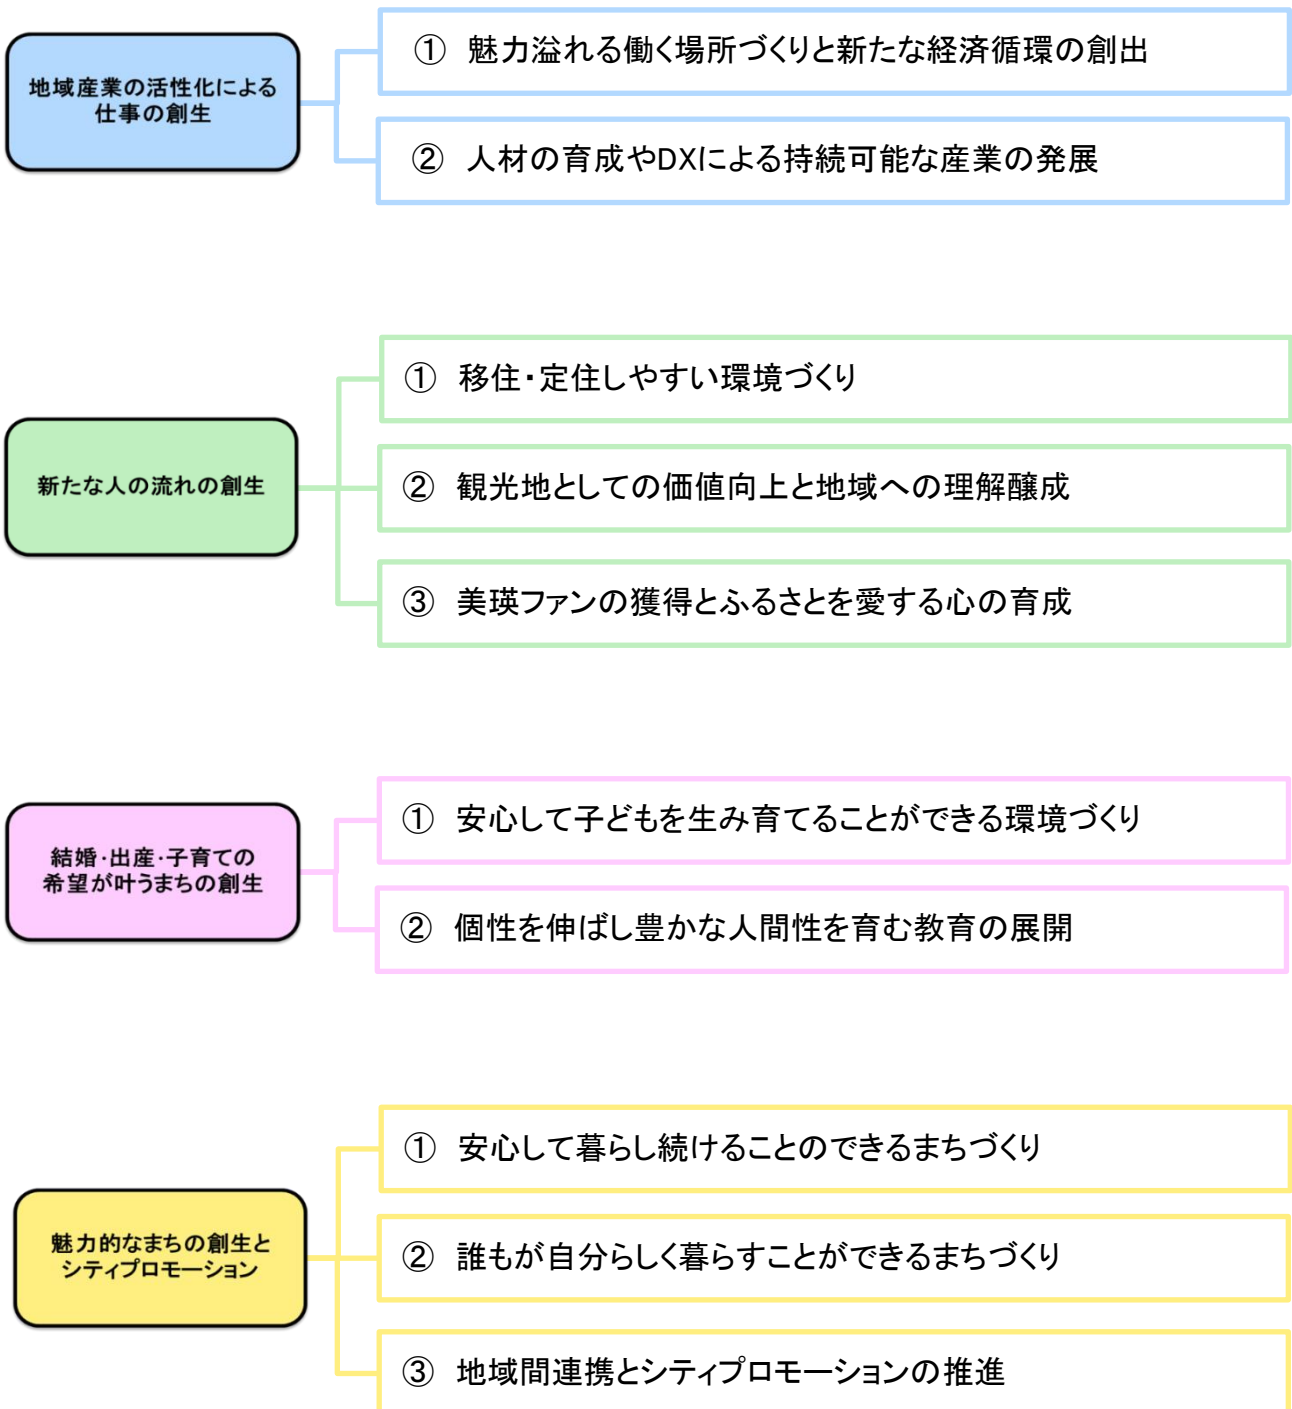 地域産業の活性化による
仕事の創生
① 魅力溢れる働く場所づくりと新たな経済循環の創出
② 人材の育成やDXによる持続可能な産業の発展
新たな人の流れの創生
① 移住・定住しやすい環境づくり
② 観光地としての価値向上と地域への理解醸成
③ 美瑛ファンの獲得とふるさとを愛する心の育成
結婚・出産・子育ての
希望が叶うまちの創生
① 安心して子どもを生み育てることができる環境づくり
② 個性を伸ばし豊かな人間性を育む教育の展開
魅力的なまちの創生と
シティプロモーション
① 安心して暮らし続けることのできるまちづくり
② 誰もが自分らしく暮らすことができるまちづくり
③ 地域間連携とシティプロモーションの推進